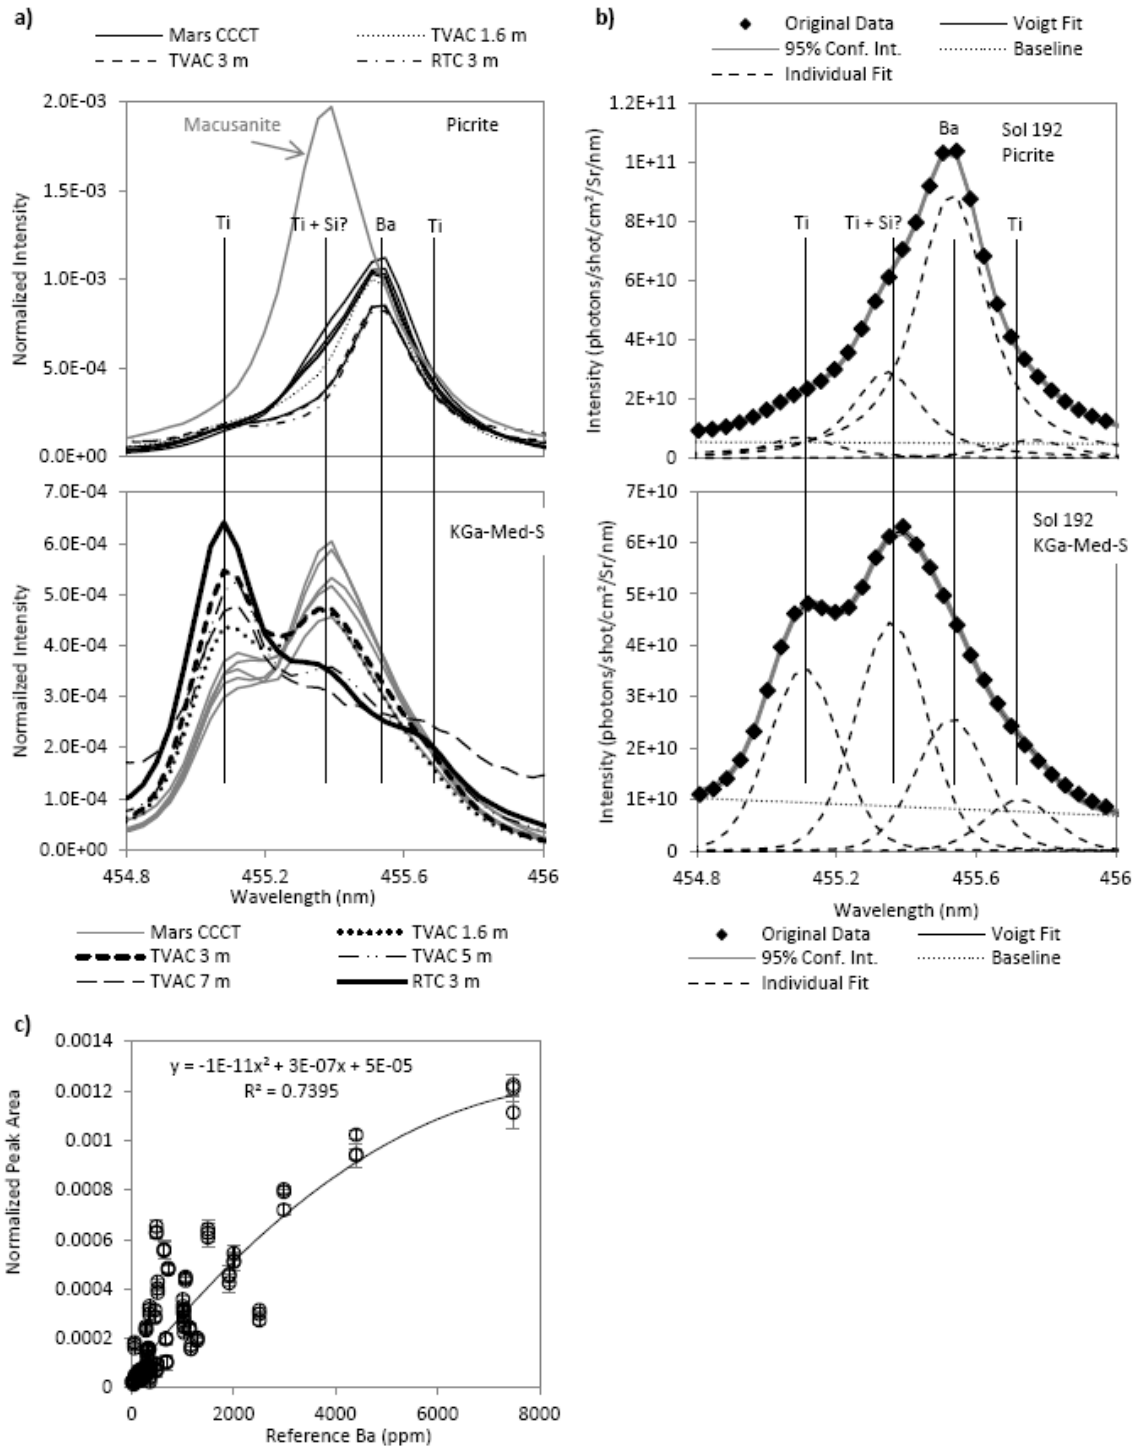 a)
Mars CCCT
TVAC 1.6 m
TVAC 3 m
RTC 3 m
2.0E-03
1.5E-03
1.0E-03
5.0E-04
0.0E+00
Normalized Intensity
Macusanite
Picrite
Ti
Ti + Si?
Ba
Ti
7.0E-04
6.0E-04
5.0E-04
4.0E-04
3.0E-04
2.0E-04
1.0E-04
0.0E+00
Normailzed Intensity
KGa-Med-S
454.8
455.2
455.6
456
Wavelength (nm)
Mars CCCT
TVAC 1.6 m
TVAC 3 m
TVAC 5 m
TVAC 7 m
RTC 3 m
b)
Original Data
Voigt Fit
95% Conf. Int.
Baseline
Individual Fit
1.2E+11
1E+11
8E+10
6E+10
4E+10
2E+10
0
Intensity (photons/shot/cm²/Sr/nm)
Ba
Sol 192
Picrite
Ti
Ti + Si?
Ti
7E+10
6E+10
5E+10
4E+10
3E+10
2E+10
1E+10
0
Intensity (photons/shot/cm²/Sr/nm)
Sol 192
KGa-Med-S
454.8
455.2
455.6
456
Wavelength (nm)
Original Data
Voigt Fit
95% Conf. Int.
Baseline
Individual Fit
c)
0.0014
0.0012
0.001
0.0008
0.0006
0.0004
0.0002
0
Normalized Peak Area
y = -1E-11x² + 3E-07x + 5E-05
R² = 0.7395
0
2000
4000
6000
8000
Reference Ba (ppm)